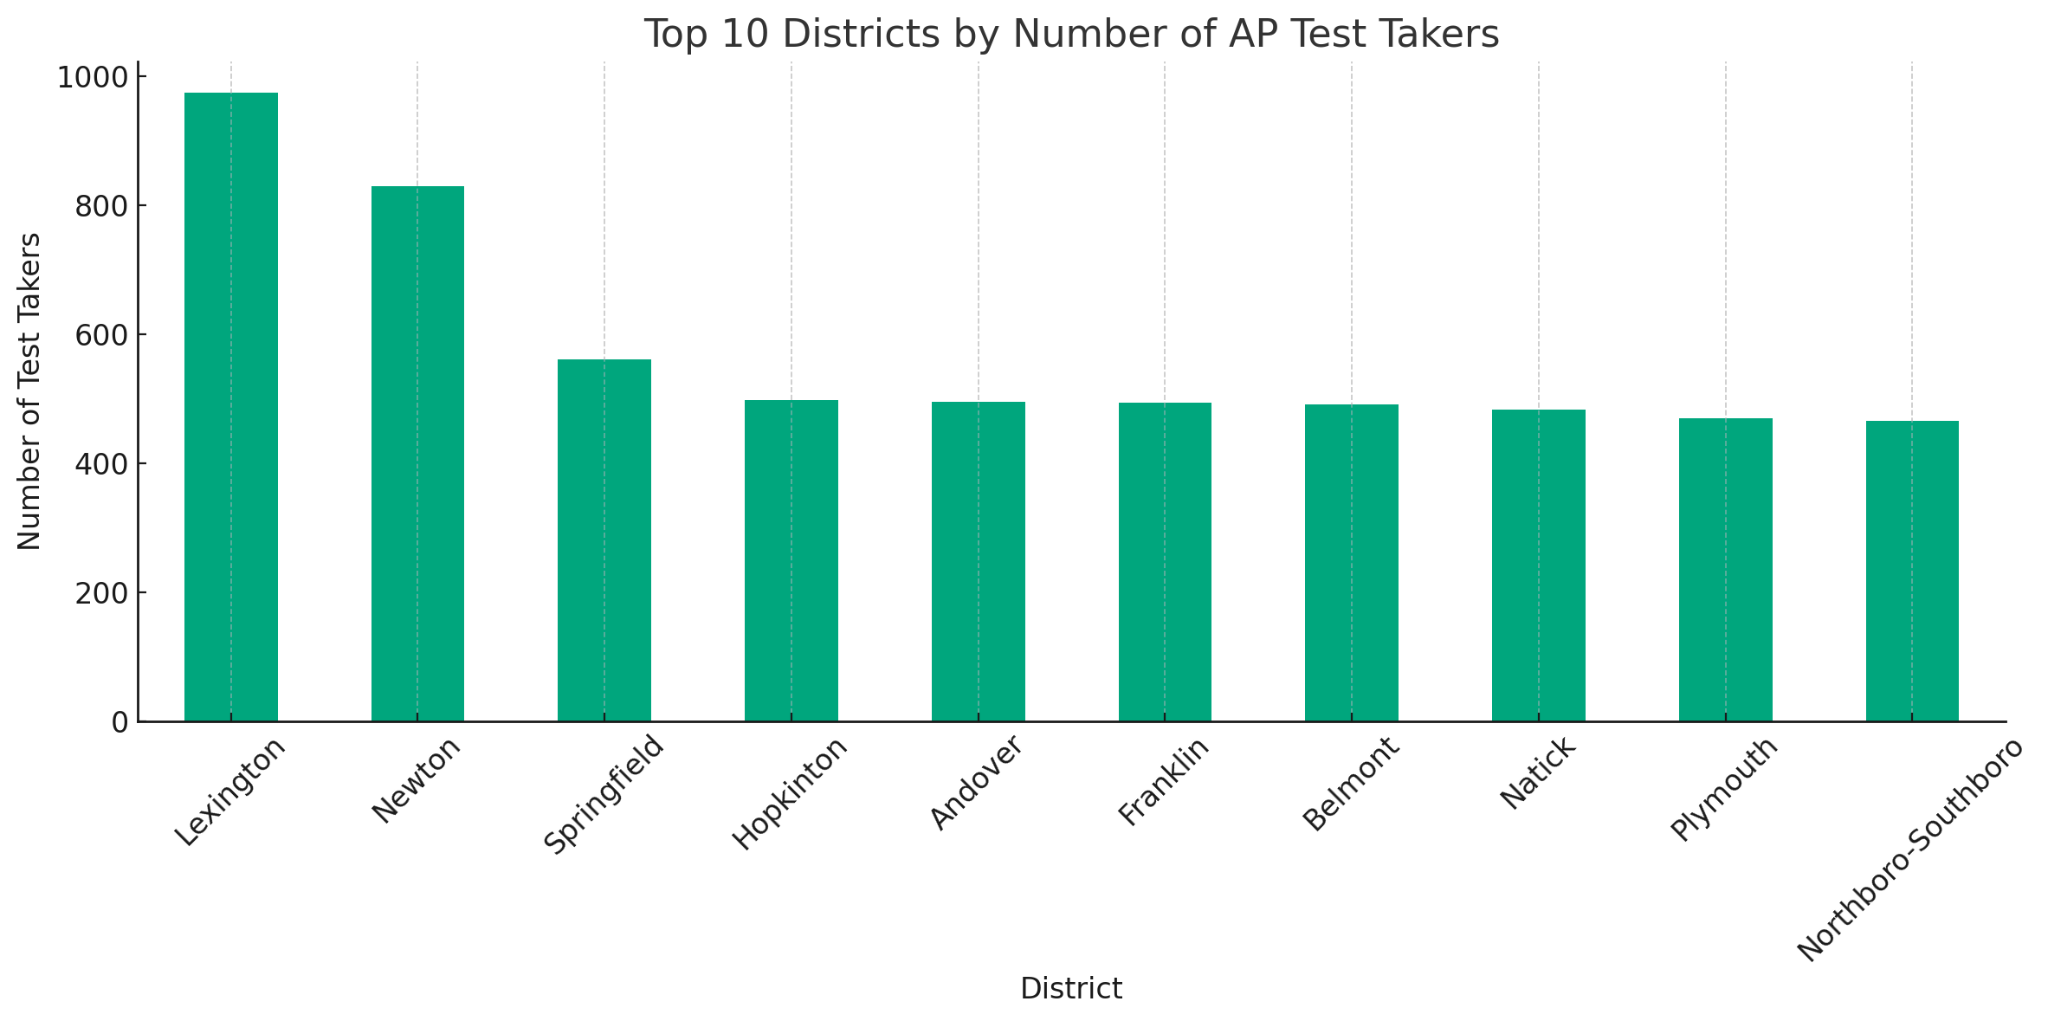 Top 10 Districts by Number of AP Test Takers
Number of Test Takers
1000
800
600
400
200
0
Lexington
Newton
Springfield
Hopkinton
Andover
Franklin
Belmont
Natick
Plymouth
Northboro-Southboro
District